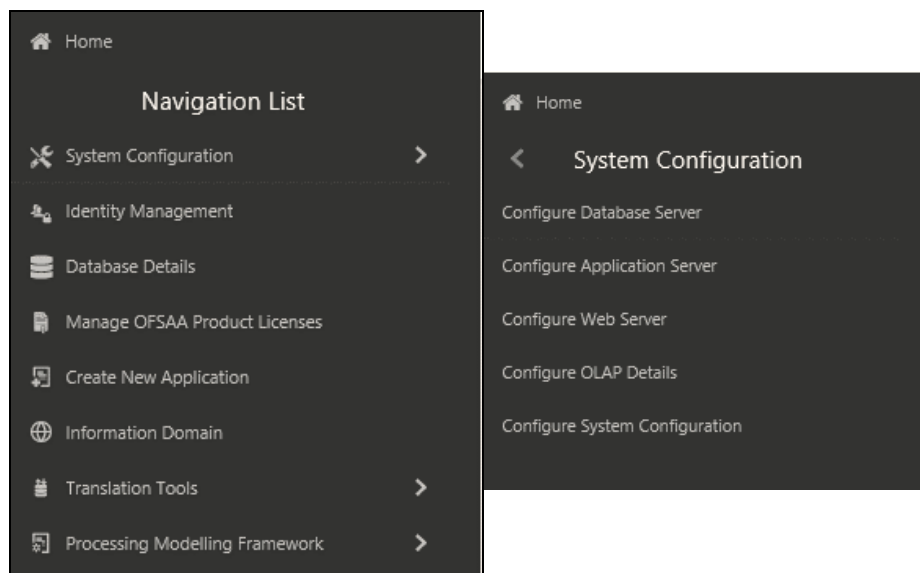 Home
Navigation List
System Configuration
Identity Management
Database Details
Manage OFSAA Product Licenses
Create New Application
Information Domain
Translation Tools
Processing Modelling Framework
Home
System Configuration
Configure Database Server
Configure Application Server
Configure Web Server
Configure OLAP Details
Configure System Configuration